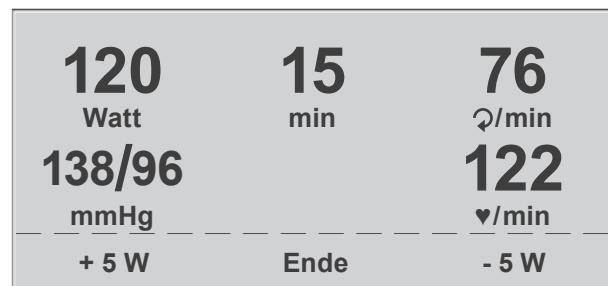 120 15 76
Watt min /min
138/96 122
mmHg ♥/min
+ 5 W Ende - 5 W